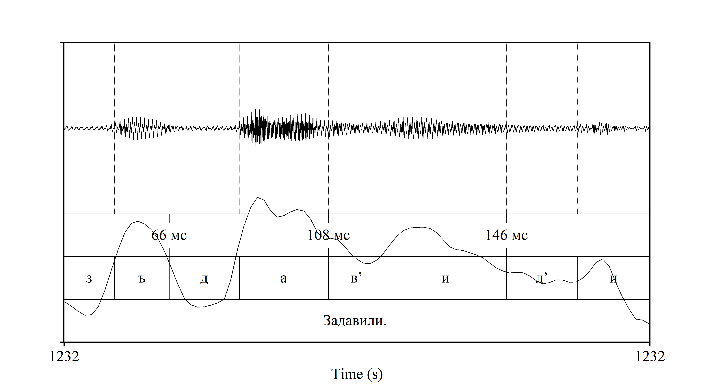 66 мс 108 мс 146 мс
з ъ д а в' и л' и
Задавили.
1232 1232
Time (s)